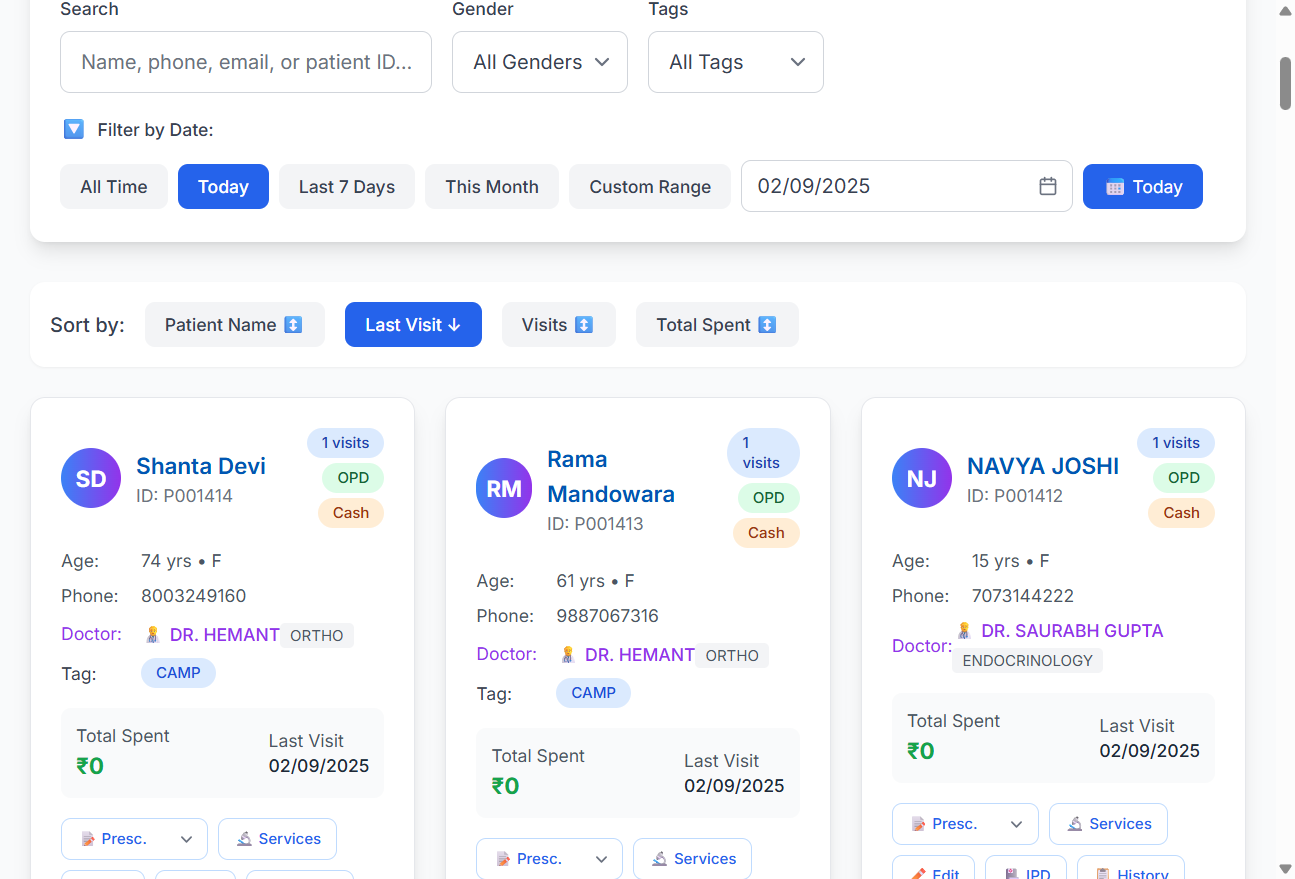 Search
Gender
Tags
Name, phone, email, or patient ID...
All Genders
All Tags
Filter by Date:
All Time
Today
Last 7 Days
This Month
Custom Range
02/09/2025
Today
Sort by:
Patient Name
Last Visit ↓
Visits
Total Spent
SD
Shanta Devi
ID: P001414
1 visits
OPD
Cash
Age: 74 yrs • F
Phone: 8003249160
Doctor: DR. HEMANT ORTHO
Tag: CAMP
Total Spent
₹0
Last Visit
02/09/2025
Presc.
Services
RM
Rama
Mandowara
ID: P001413
1
visits
OPD
Cash
Age: 61 yrs • F
Phone: 9887067316
Doctor: DR. HEMANT ORTHO
Tag: CAMP
Total Spent
₹0
Last Visit
02/09/2025
Presc.
Services
NJ
NAVYA JOSHI
ID: P001412
1 visits
OPD
Cash
Age: 15 yrs • F
Phone: 7073144222
Doctor: DR. SAURABH GUPTA
ENDOCRINOLOGY
Total Spent
₹0
Last Visit
02/09/2025
Presc.
Services
Edit
IPD
History